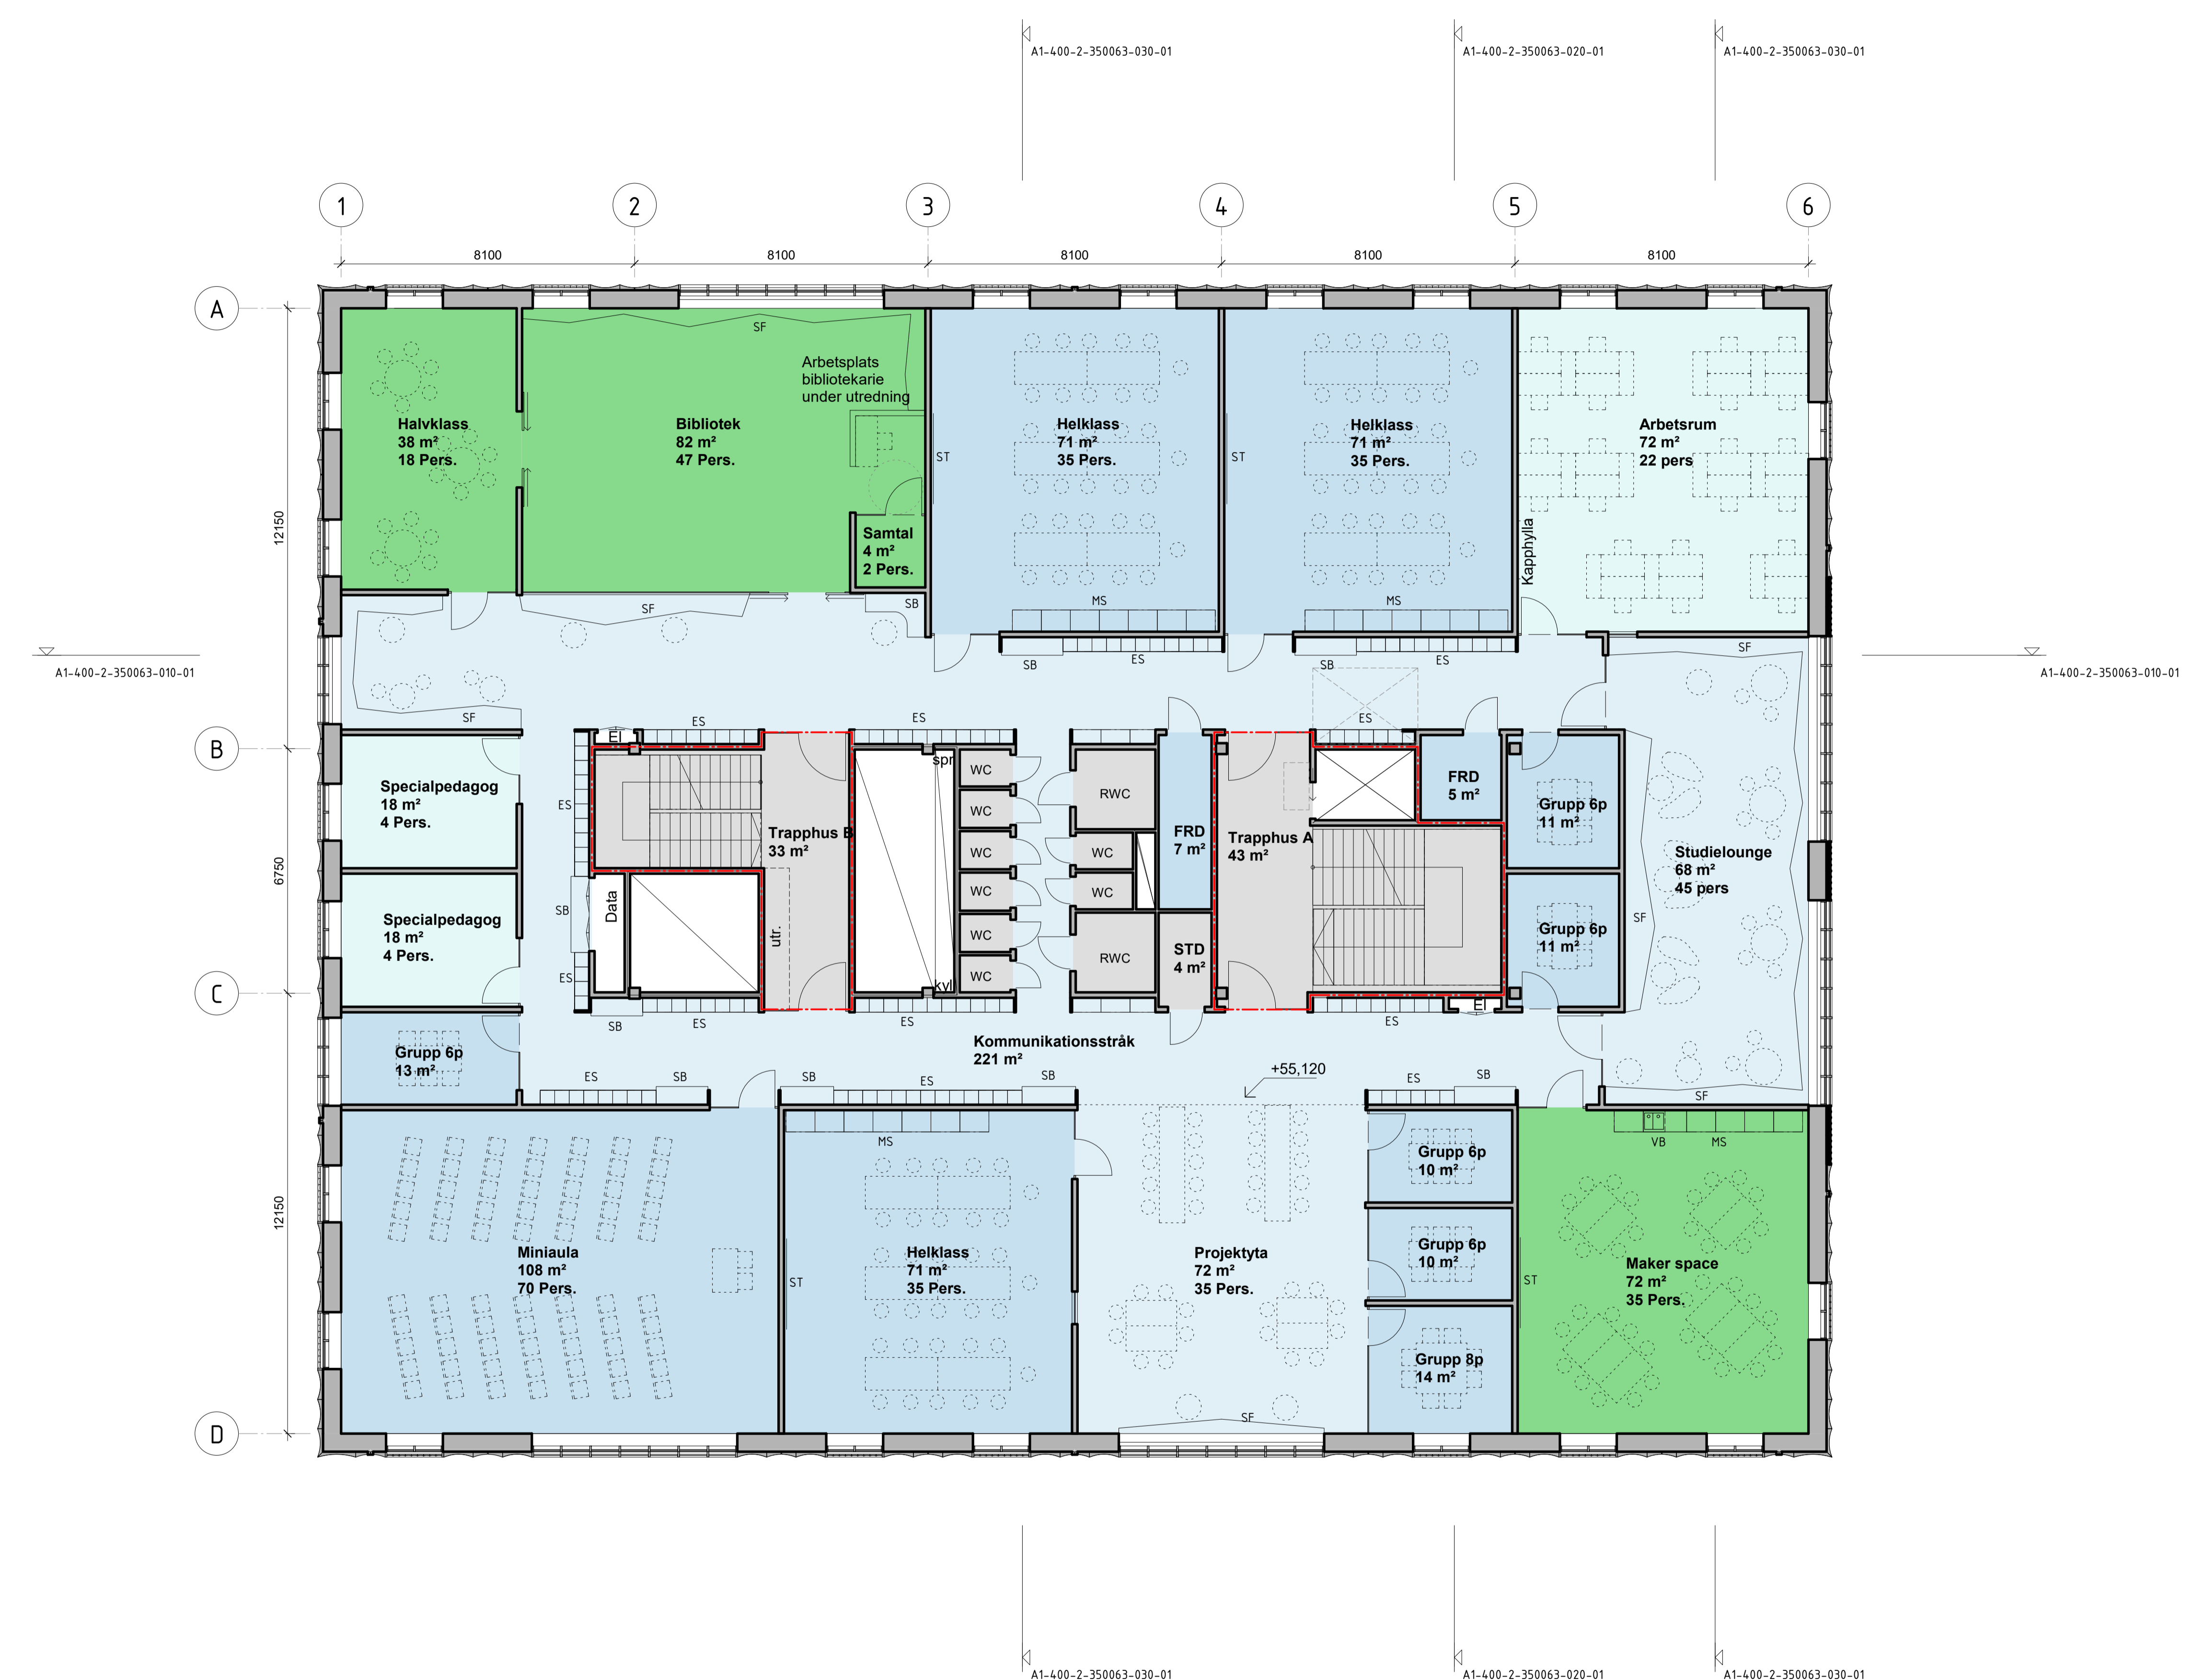 A1-400-2-350063-030-01
A1-400-2-350063-020-01
A1-400-2-350063-030-01
1
2
3
4
5
6
8100
8100
8100
8100
8100
A
B
C
D
12150
6750
12150
A1-400-2-350063-010-01
A1-400-2-350063-010-01
Halvklass
38 m²
18 Pers.
SF
Bibliotek
82 m²
47 Pers.
Arbetsplats
bibliotekarie
under utredning
Samtal
4 m²
2 Pers.
ST
Helklass
71 m²
35 Pers.
MS
ST
Helklass
71 m²
35 Pers.
MS
Arbetsrum
72 m²
22 pers
Kapphylla
SF
SB
SF
SB
ES
SB
ES
SF
El
ES
ES
ES
Specialpedagog
18 m²
4 Pers.
Specialpedagog
18 m²
4 Pers.
ES
SB
ES
Data
Trapphus B
33 m²
utr.
spr
kyl
WC
WC
WC
WC
WC
WC
RWC
WC
WC
RWC
FRD
7 m²
STD
4 m²
Trapphus A
43 m²
FRD
5 m²
Grupp 6p
11 m²
Grupp 6p
11 m²
Studielounge
68 m²
45 pers
SF
SF
SB
ES
ES
ES
El
Kommunikationsstråk
221 m²
+55,120
Grupp 6p
13 m²
ES
SB
SB
ES
SB
ES
SB
Miniaula
108 m²
70 Pers.
MS
ST
Helklass
71 m²
35 Pers.
Projektyta
72 m²
35 Pers.
SF
Grupp 6p
10 m²
Grupp 6p
10 m²
Grupp 8p
14 m²
VB
MS
ST
Maker space
72 m²
35 Pers.
A1-400-2-350063-030-01
A1-400-2-350063-020-01
A1-400-2-350063-030-01